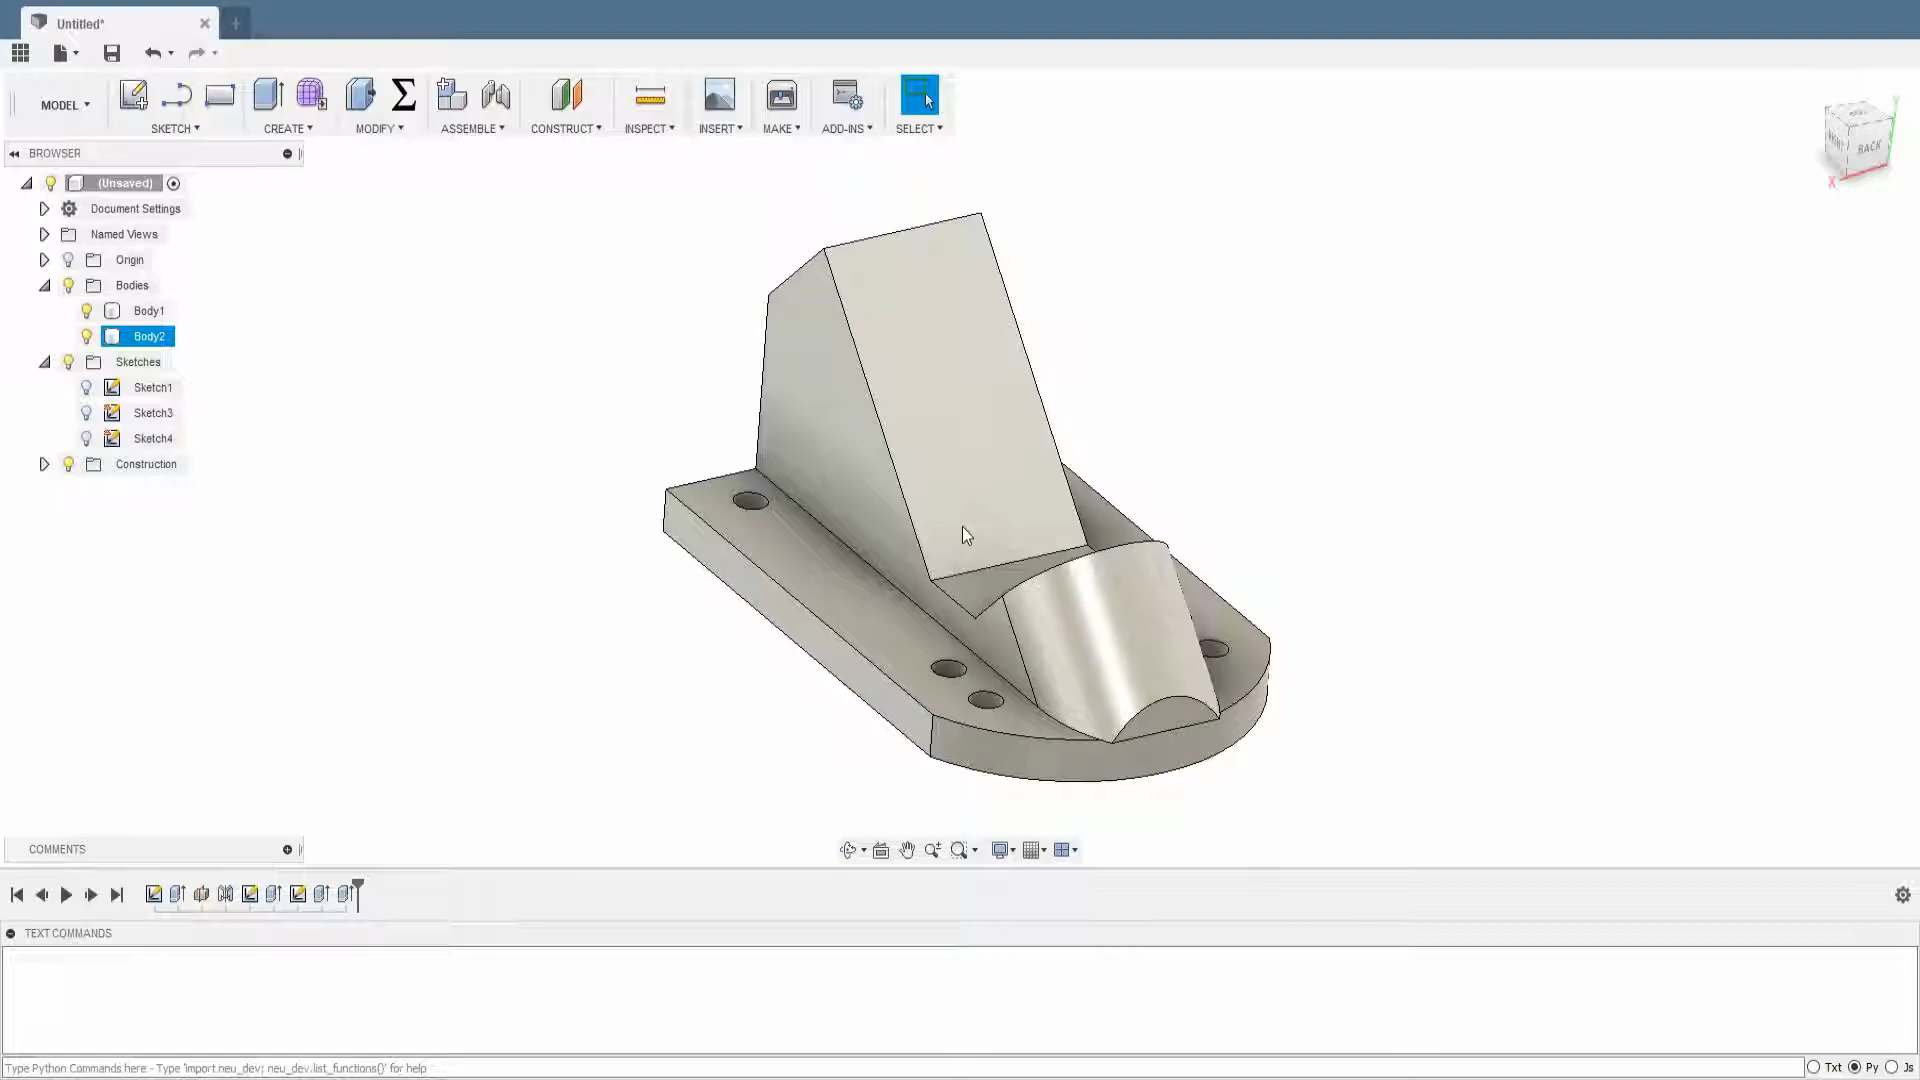 Untitled*
MODEL
SKETCH
CREATE
MODIFY
ASSEMBLE
CONSTRUCT
INSPECT
INSERT
MAKE
ADD-INS
SELECT
BROWSER
(Unsaved)
Document Settings
Named Views
Origin
Bodies
Body1
Body2
Sketches
Sketch1
Sketch3
Sketch4
Construction
BACK
X
COMMENTS
TEXT COMMANDS
Type Python Commands here - Type 'import neu_dev; neu_dev.list_functions()' for help
Txt Py Js